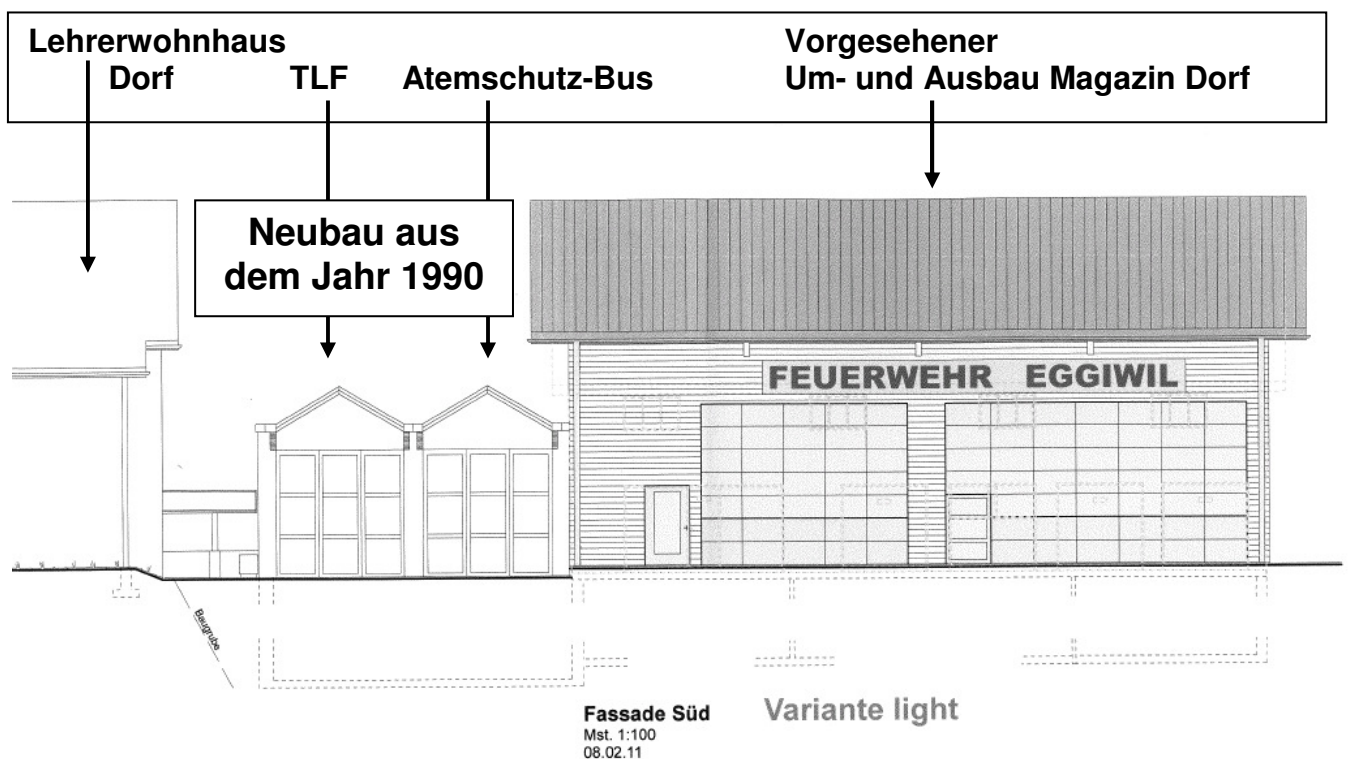 Lehrerwohnhaus
Dorf
TLF
Atemschutz-Bus
Vorgesehener
Um- und Ausbau Magazin Dorf
Neubau aus
dem Jahr 1990
FEUERWEHR EGGIWIL
Baugrube
Fassade Süd
Mst. 1:100
08.02.11
Variante light